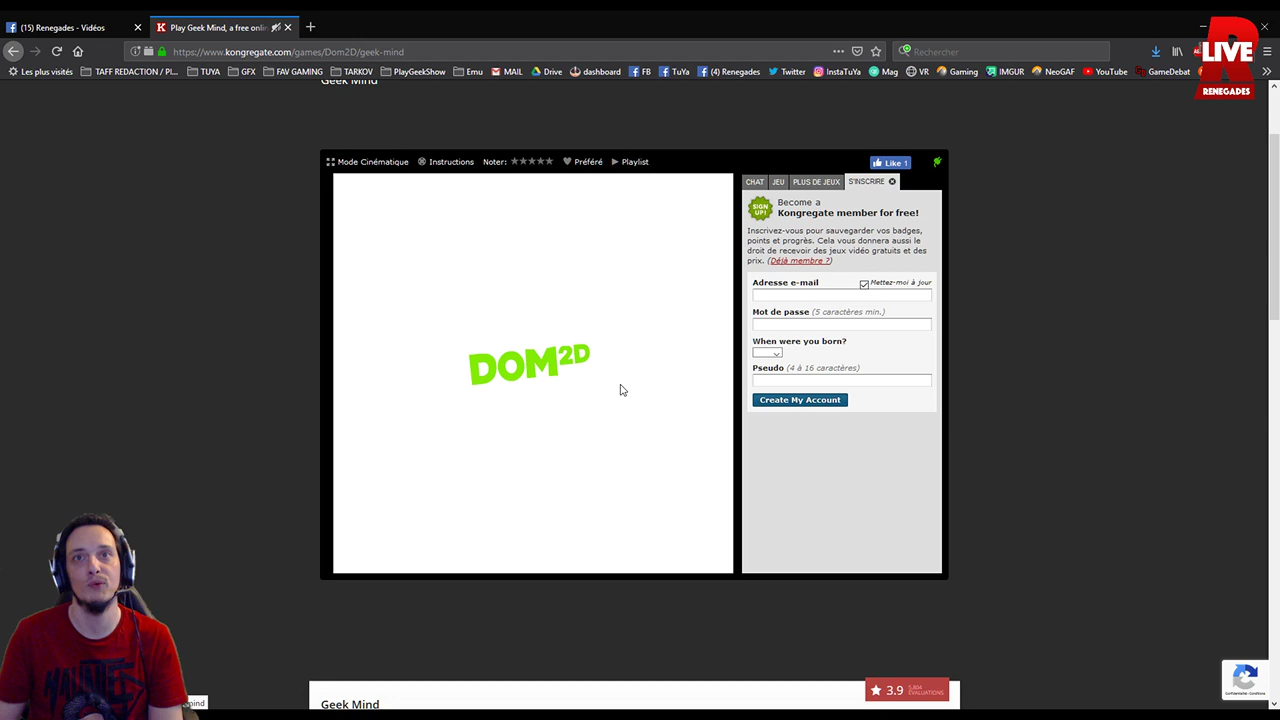 (15) Renegades - Vidéos
Play Geek Mind, a free onlin
https://www.kongregate.com/games/Dom2D/geek-mind
Rechercher
LIVE
RENEGADES
Les plus visités
TAFF REDACTION / PI...
TUYA
GFX
FAV GAMING
TARKOV
PlayGeekShow
Emu
MAIL
Drive
dashboard
FB
TuYa
(4) Renegades
Twitter
InstaTuYa
Mag
VR
Gaming
IMGUR
NeoGAF
YouTube
GameDebat
Geek Mind
Mode Cinématique
Instructions
Noter:
Préféré
Playlist
Like 1
CHAT
JEU
PLUS DE JEUX
S'INSCRIRE
SIGN
UP!
Become a
Kongregate member for free!
Inscrivez-vous pour sauvegarder vos badges,
points et progrès. Cela vous donnera aussi le
droit de recevoir des jeux vidéo gratuits et des
prix. (Déjà membre ?)
Adresse e-mail
Mettez-moi à jour
Mot de passe (5 caractères min.)
When were you born?
Pseudo (4 à 16 caractères)
Create My Account
DOM2D
3.9
ÉVALUATIONS
Geek Mind